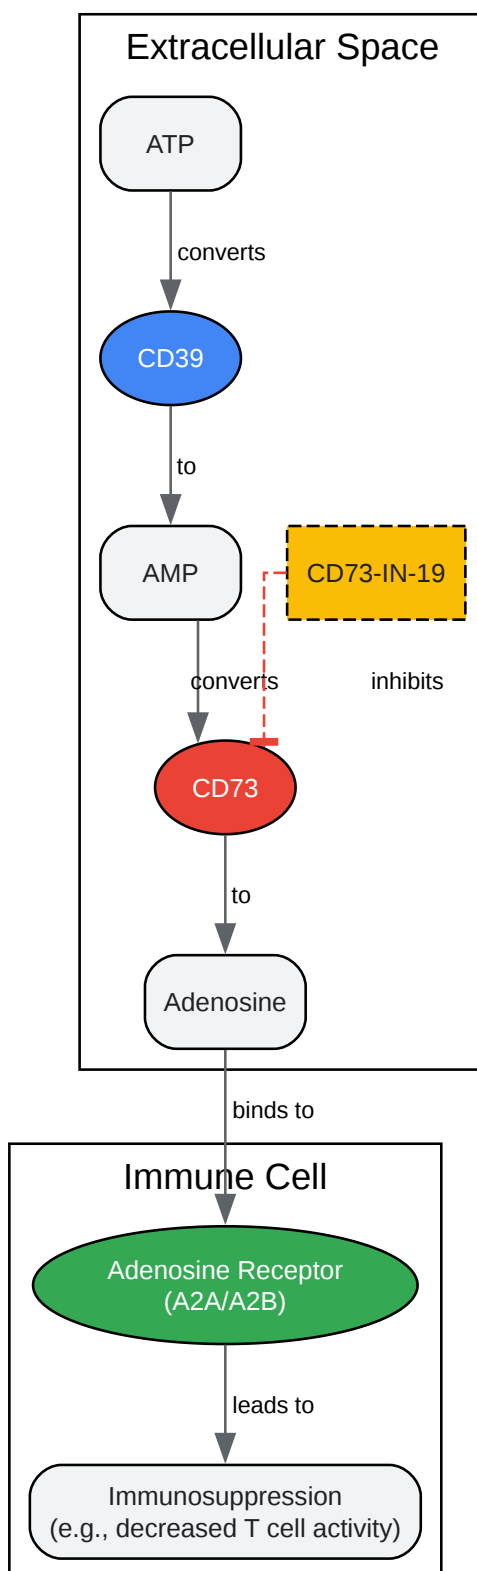 Extracellular Space
ATP
converts
CD39
to
AMP
CD73-IN-19
converts
inhibits
CD73
to
Adenosine
binds to
Immune Cell
Adenosine Receptor
(A2A/A2B)
leads to
Immunosuppression
(e.g., decreased T cell activity)